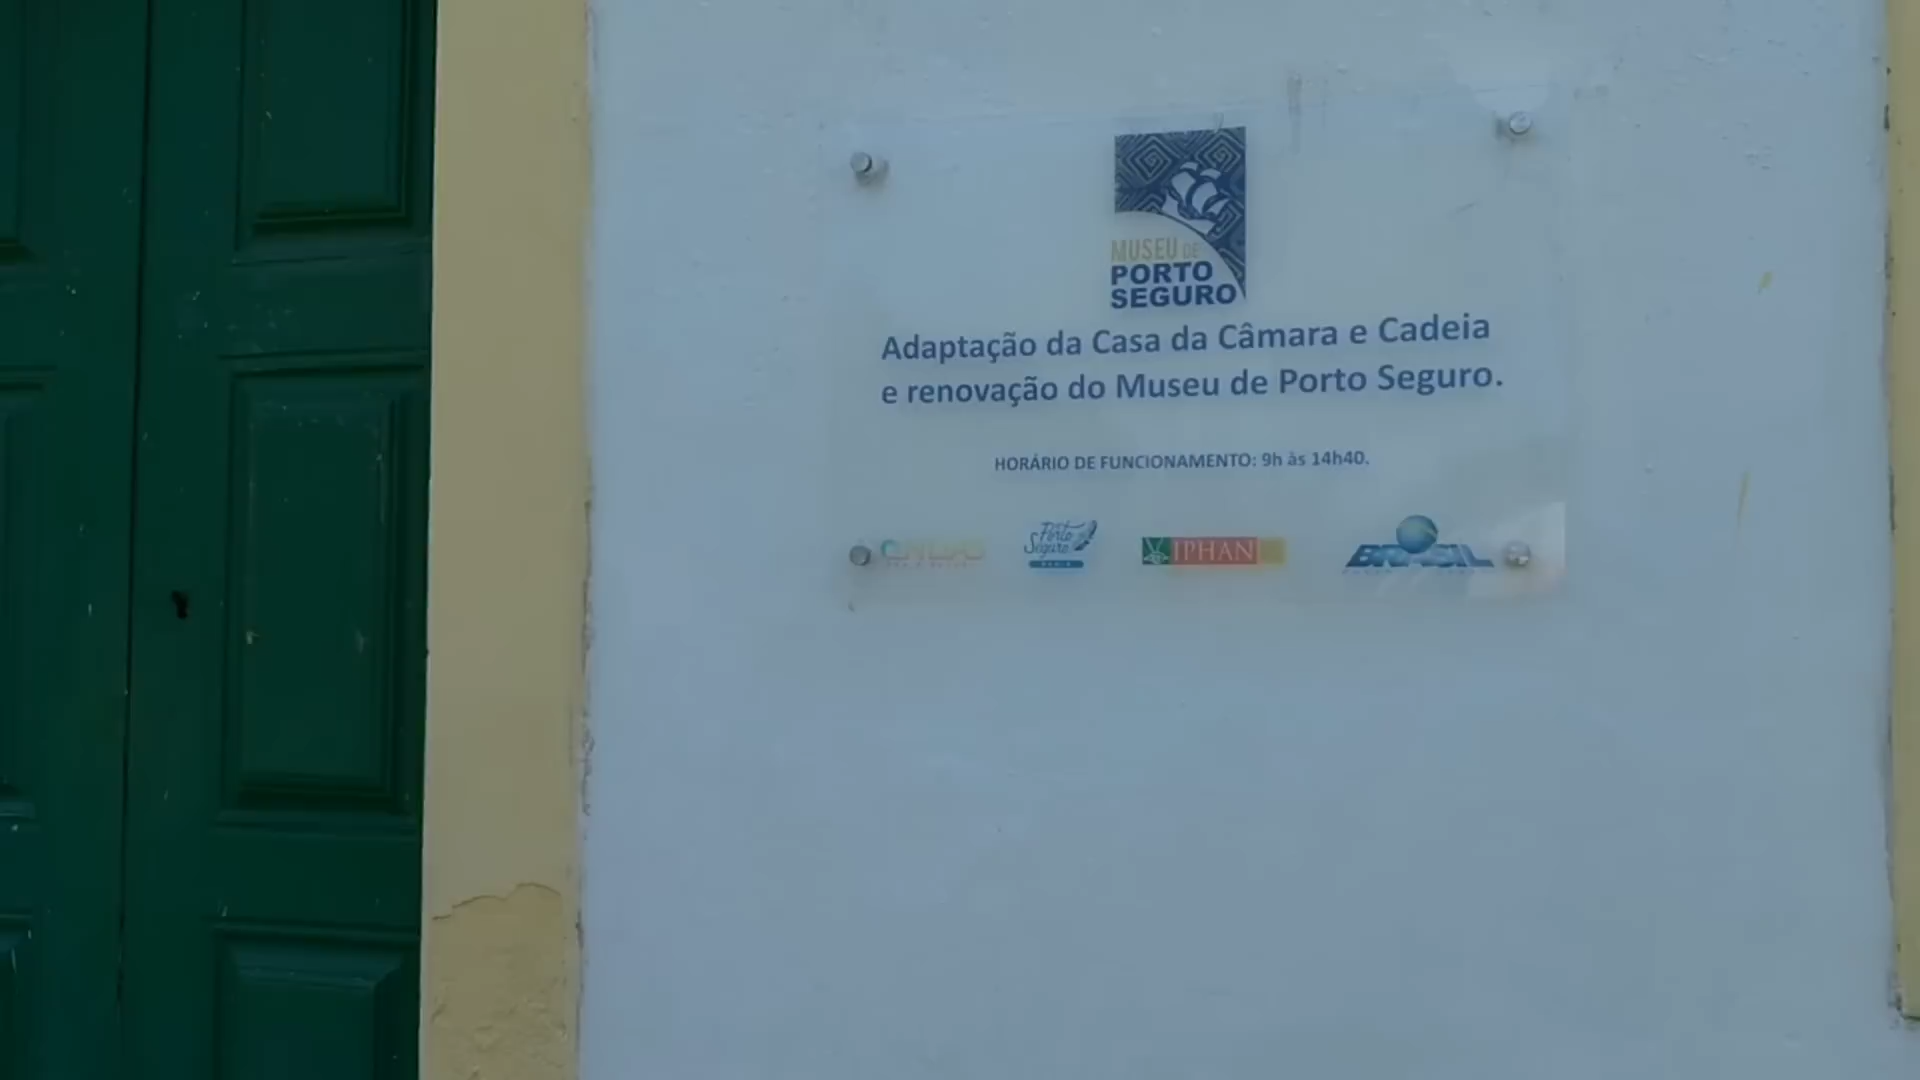 MUSEU DE
PORTO
SEGURO
Adaptação da Casa da Câmara e Cadeia
e renovação do Museu de Porto Seguro.
HORÁRIO DE FUNCIONAMENTO: 9h às 14h40.
Porto
Seguro
BAHIA
IPHAN
BRASIL